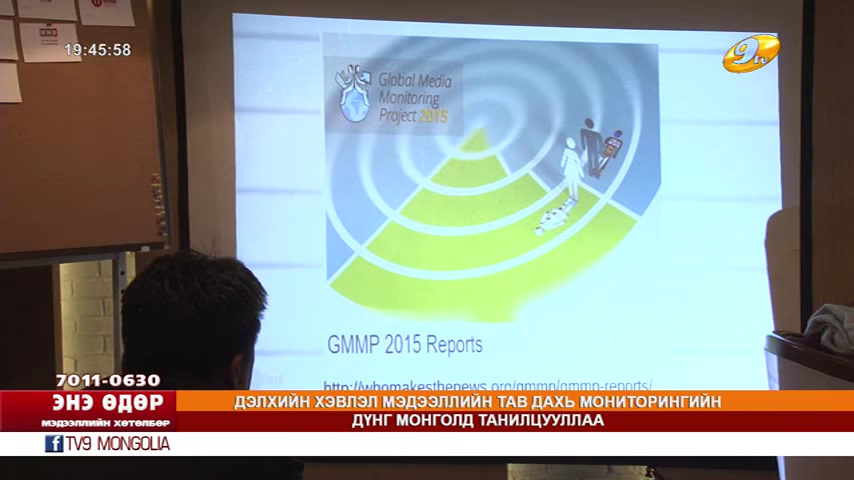 19:45:58
9tv
Global Media
Monitoring
Project 2015
GMMP 2015 Reports
http://whomakesthenews.org/gmmp/gmmp-reports/
7011-0630
ЭНЭ ӨДӨР
МЭДЭЭЛЛИЙН ХӨТӨЛБӨР
ДЭЛХИЙН ХЭВЛЭЛ МЭДЭЭЛЛИЙН ТАВ ДАХЬ МОНИТОРИНГИЙН
ДҮНГ МОНГОЛД ТАНИЛЦУУЛЛАА
f TV9 MONGOLIA